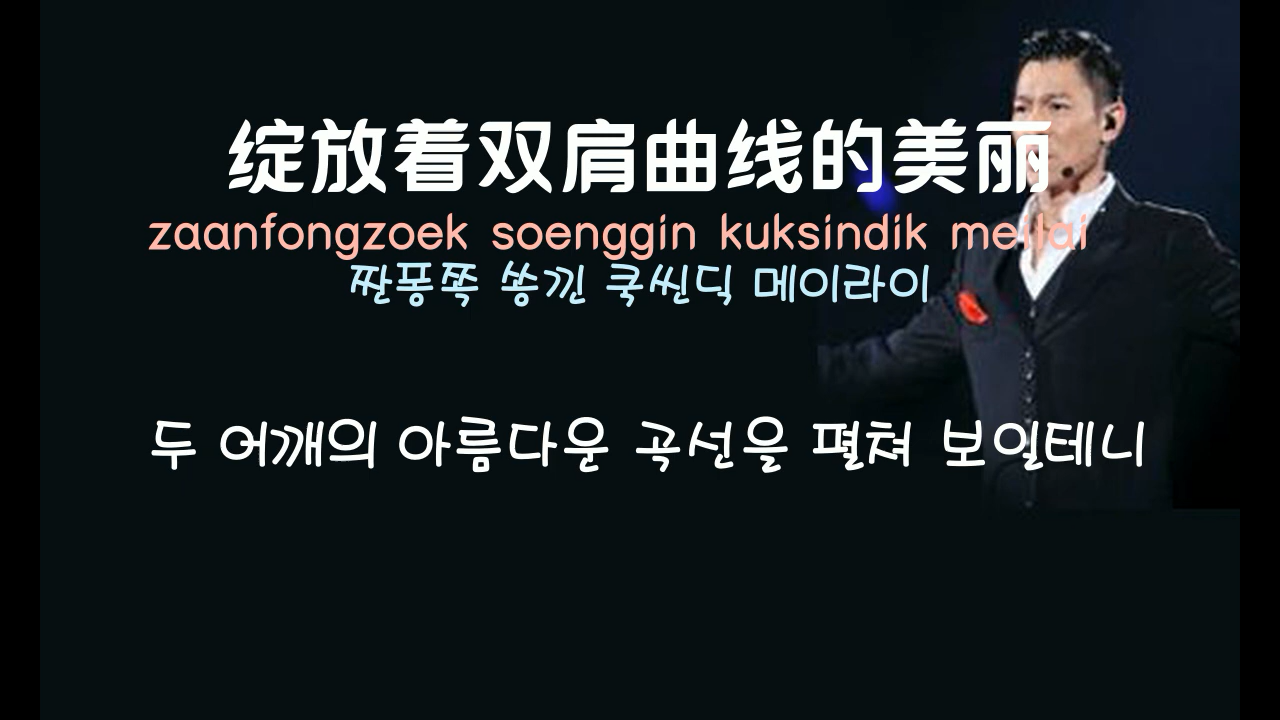 绽放着双肩曲线的美丽
zaanfongzoek soenggin kuksindik meilai
짠퐁쪽 쏭낀 쿡씬딕 메이라이
두 어깨의 아름다운 곡선을 펼쳐 보일테니